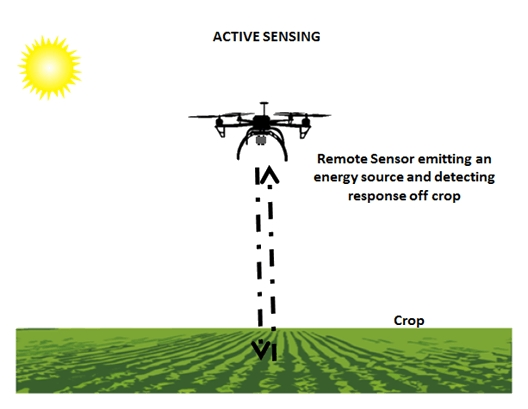 ACTIVE SENSING
Remote Sensor emitting an
energy source and detecting
response off crop
Crop